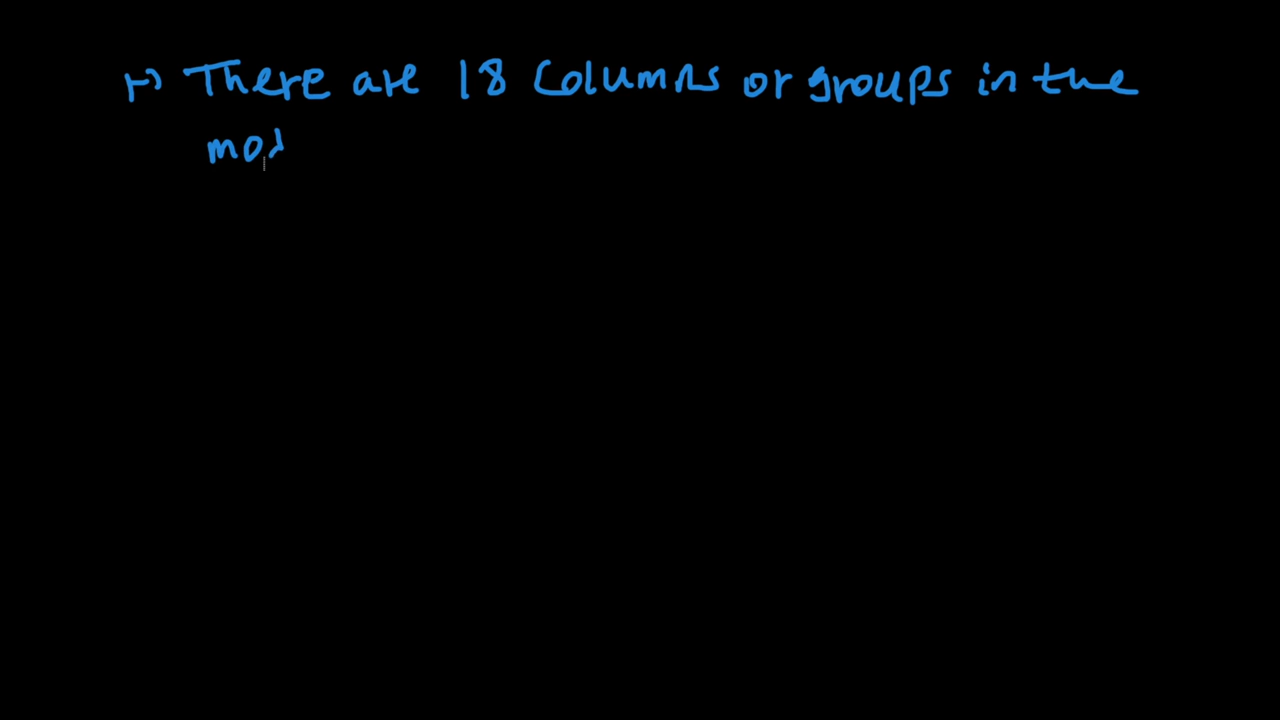 → There are 18 columns or groups in the
mod